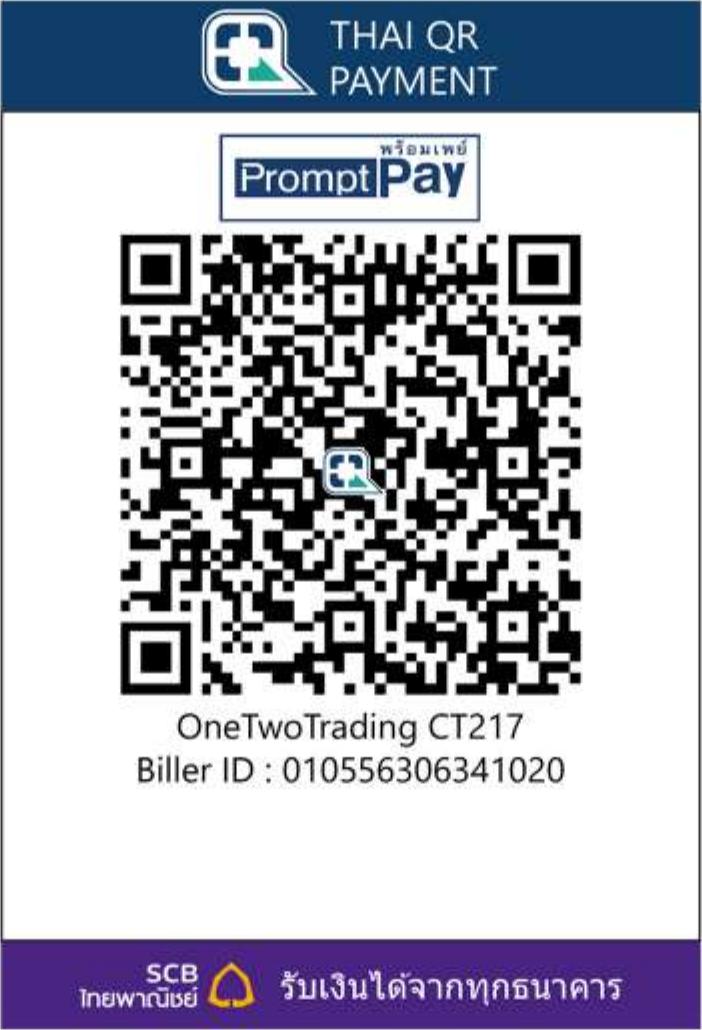 THAI QR
PAYMENT
พร้อมเพย์
PromptPay
OneTwoTrading CT217
Biller ID : 010556306341020
SCB
ไทยพาณิชย์
รับเงินได้จากทุกธนาคาร